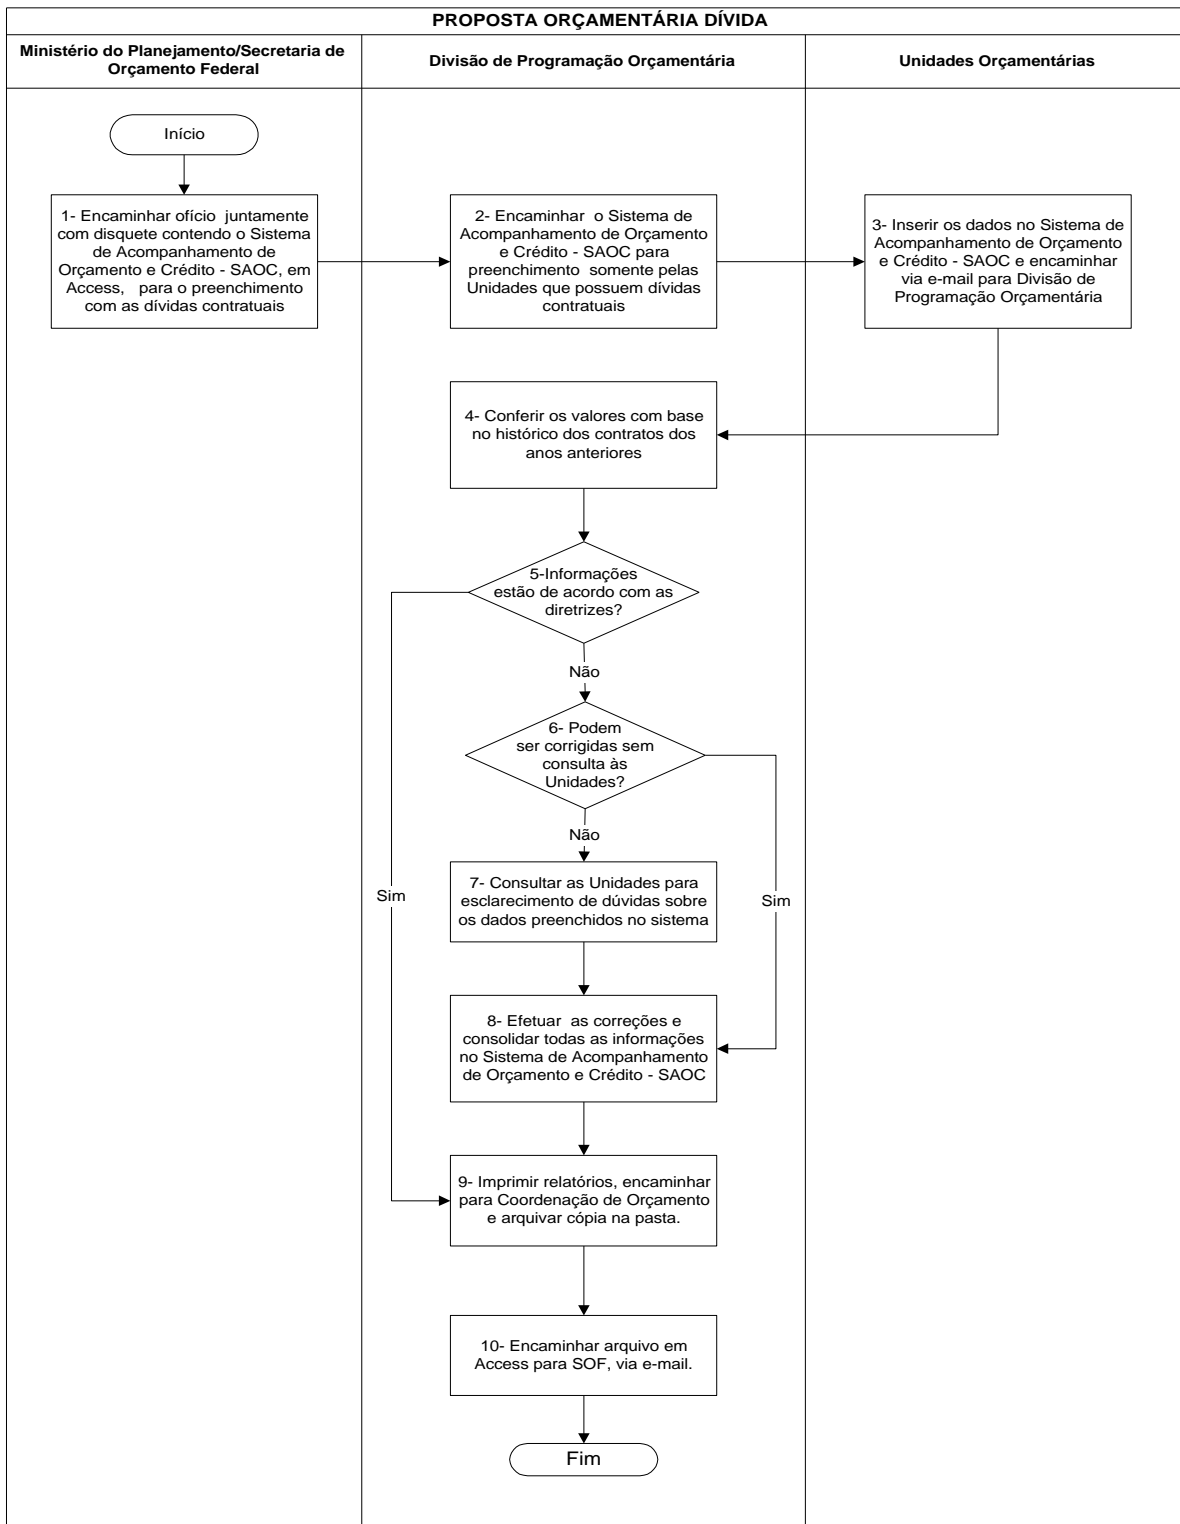 PROPOSTA ORÇAMENTÁRIA DÍVIDA
Ministério do Planejamento/Secretaria de
Orçamento Federal
Divisão de Programação Orçamentária
Unidades Orçamentárias
Início
1- Encaminhar ofício juntamente
com disquete contendo o Sistema
de Acompanhamento de
Orçamento e Crédito - SAOC, em
Access, para o preenchimento
com as dívidas contratuais
2- Encaminhar o Sistema de
Acompanhamento de Orçamento
e Crédito - SAOC para
preenchimento somente pelas
Unidades que possuem dívidas
contratuais
3- Inserir os dados no Sistema de
Acompanhamento de Orçamento
e Crédito - SAOC e encaminhar
via e-mail para Divisão de
Programação Orçamentária
4- Conferir os valores com base
no histórico dos contratos dos
anos anteriores
5-Informações
estão de acordo com as
diretrizes?
Não
6- Podem
ser corrigidas sem
consulta às
Unidades?
Não
Sim
Sim
7- Consultar as Unidades para
esclarecimento de dúvidas sobre
os dados preenchidos no sistema
8- Efetuar as correções e
consolidar todas as informações
no Sistema de Acompanhamento
de Orçamento e Crédito - SAOC
9- Imprimir relatórios, encaminhar
para Coordenação de Orçamento
e arquivar cópia na pasta.
10- Encaminhar arquivo em
Access para SOF, via e-mail.
Fim